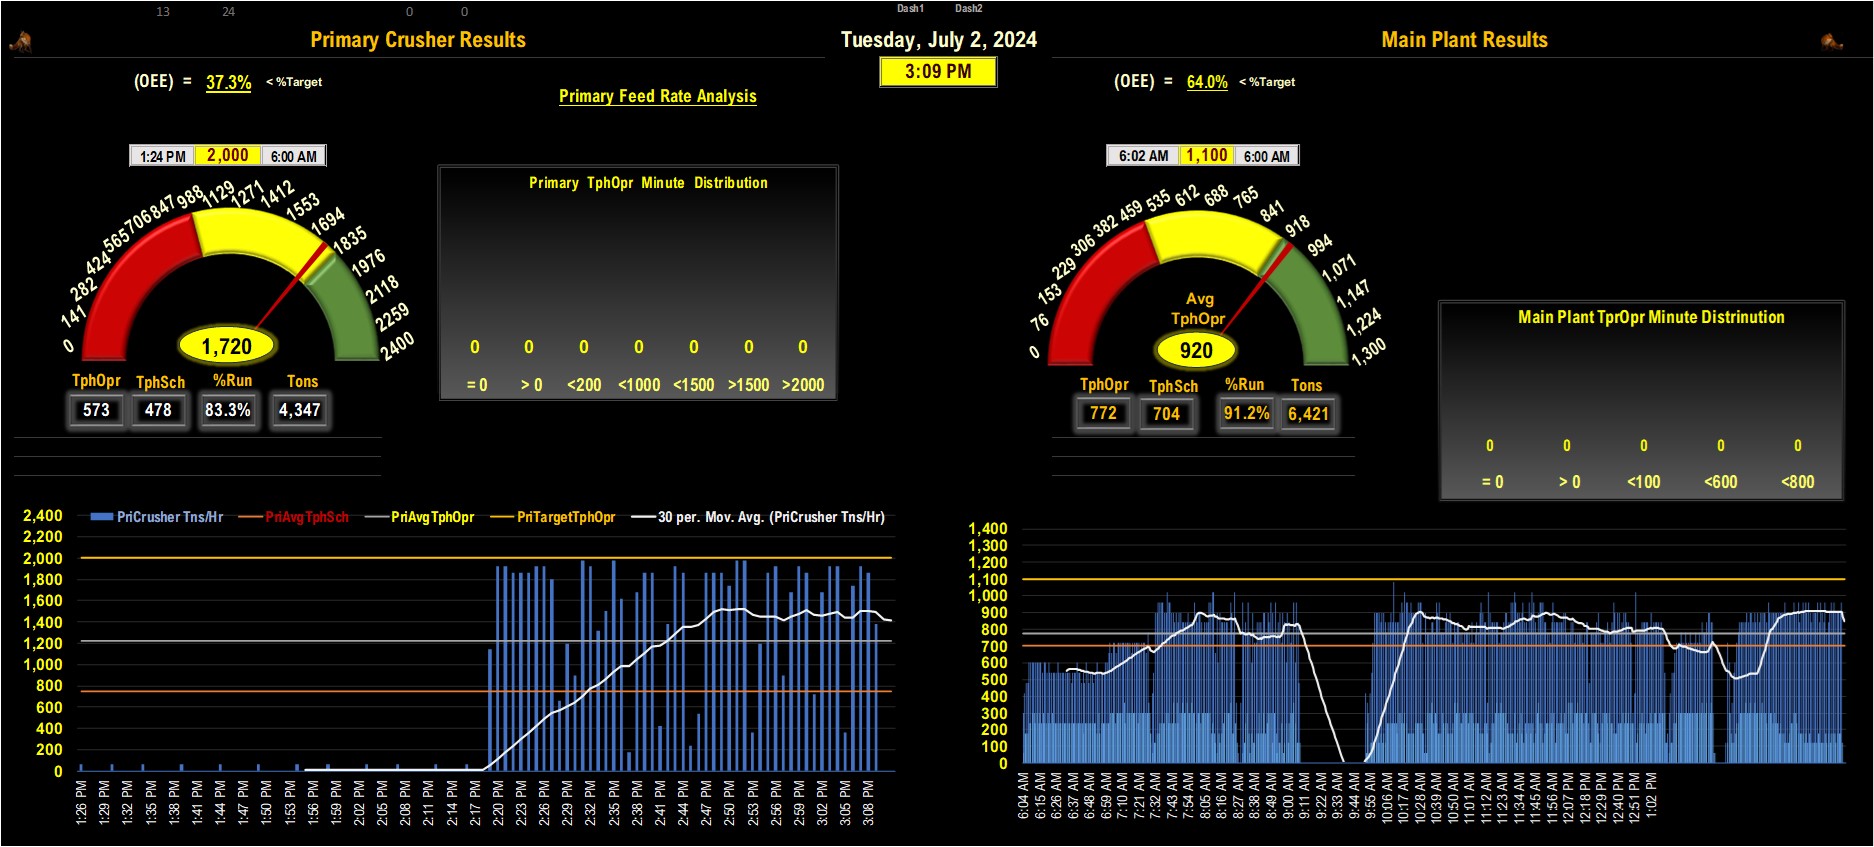 13 24 0 0 Dash1 Dash2
Primary Crusher Results
Tuesday, July 2, 2024
Main Plant Results
3:09 PM
(OEE) = 37.3% < %Target
(OEE) = 64.0% < %Target
Primary Feed Rate Analysis
1:24 PM 2,000 6:00 AM
0 141 282 424 565 706 847 988 1129 1271 1412 1553 1694 1835 1976 2118 2259 2400
1,720
TphOpr TphSch %Run Tons
573 478 83.3% 4,347
Primary TphOpr Minute Distribution
0 0 0 0 0 0 0
= 0 > 0 <200 <1000 <1500 >1500 >2000
6:02 AM 1,100 6:00 AM
0 76 153 229 306 382 459 535 612 688 765 841 918 994 1,071 1,147 1,224 1,300
Avg
TphOpr
920
TphOpr TphSch %Run Tons
772 704 91.2% 6,421
Main Plant TprOpr Minute Distrinution
0 0 0 0 0
= 0 > 0 <100 <600 <800
PriCrusher Tns/Hr PriAvgTphSch PriAvgTphOpr PriTargetTphOpr 30 per. Mov. Avg. (PriCrusher Tns/Hr)
2,400
2,200
2,000
1,800
1,600
1,400
1,200
1,000
800
600
400
200
0
1:26 PM 1:29 PM 1:32 PM 1:35 PM 1:38 PM 1:41 PM 1:44 PM 1:47 PM 1:50 PM 1:53 PM 1:56 PM 1:59 PM 2:02 PM 2:05 PM 2:08 PM 2:11 PM 2:14 PM 2:17 PM 2:20 PM 2:23 PM 2:26 PM 2:29 PM 2:32 PM 2:35 PM 2:38 PM 2:41 PM 2:44 PM 2:47 PM 2:50 PM 2:53 PM 2:56 PM 2:59 PM 3:02 PM 3:05 PM 3:08 PM
1,400
1,300
1,200
1,100
1,000
900
800
700
600
500
400
300
200
100
0
6:04 AM 6:15 AM 6:26 AM 6:37 AM 6:48 AM 6:59 AM 7:10 AM 7:21 AM 7:32 AM 7:43 AM 7:54 AM 8:05 AM 8:16 AM 8:27 AM 8:38 AM 8:49 AM 9:00 AM 9:11 AM 9:22 AM 9:33 AM 9:44 AM 9:55 AM 10:06 AM 10:17 AM 10:28 AM 10:39 AM 10:50 AM 11:01 AM 11:12 AM 11:23 AM 11:34 AM 11:45 AM 11:56 AM 12:07 PM 12:18 PM 12:29 PM 12:40 PM 12:51 PM 1:02 PM